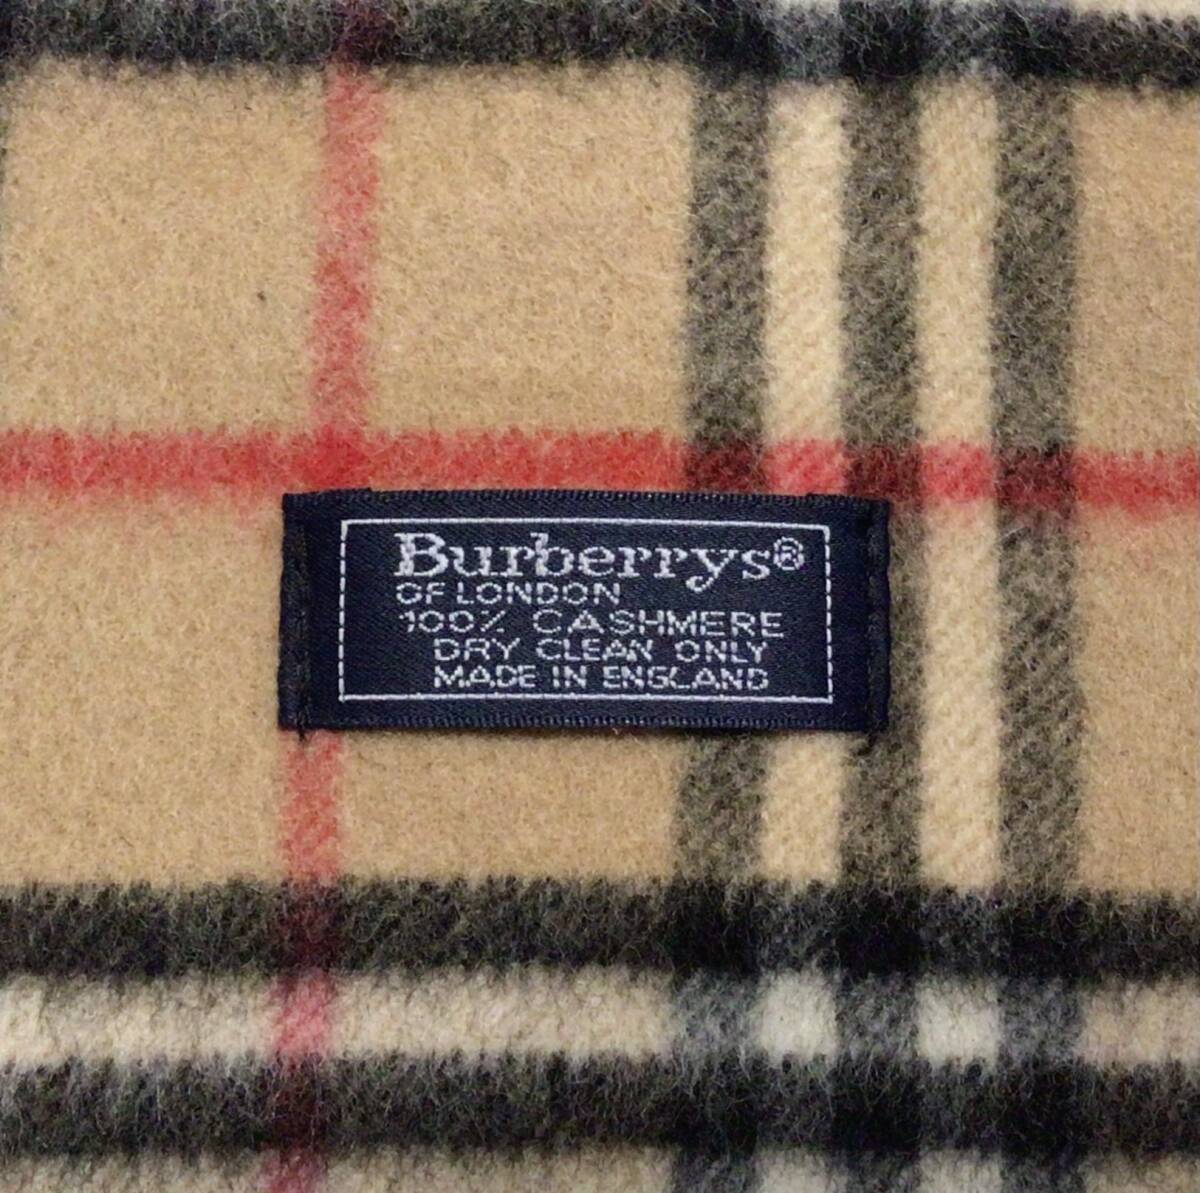 Burberrys®
OF LONDON
100% CASHMERE
DRY CLEAN ONLY
MADE IN ENGLAND